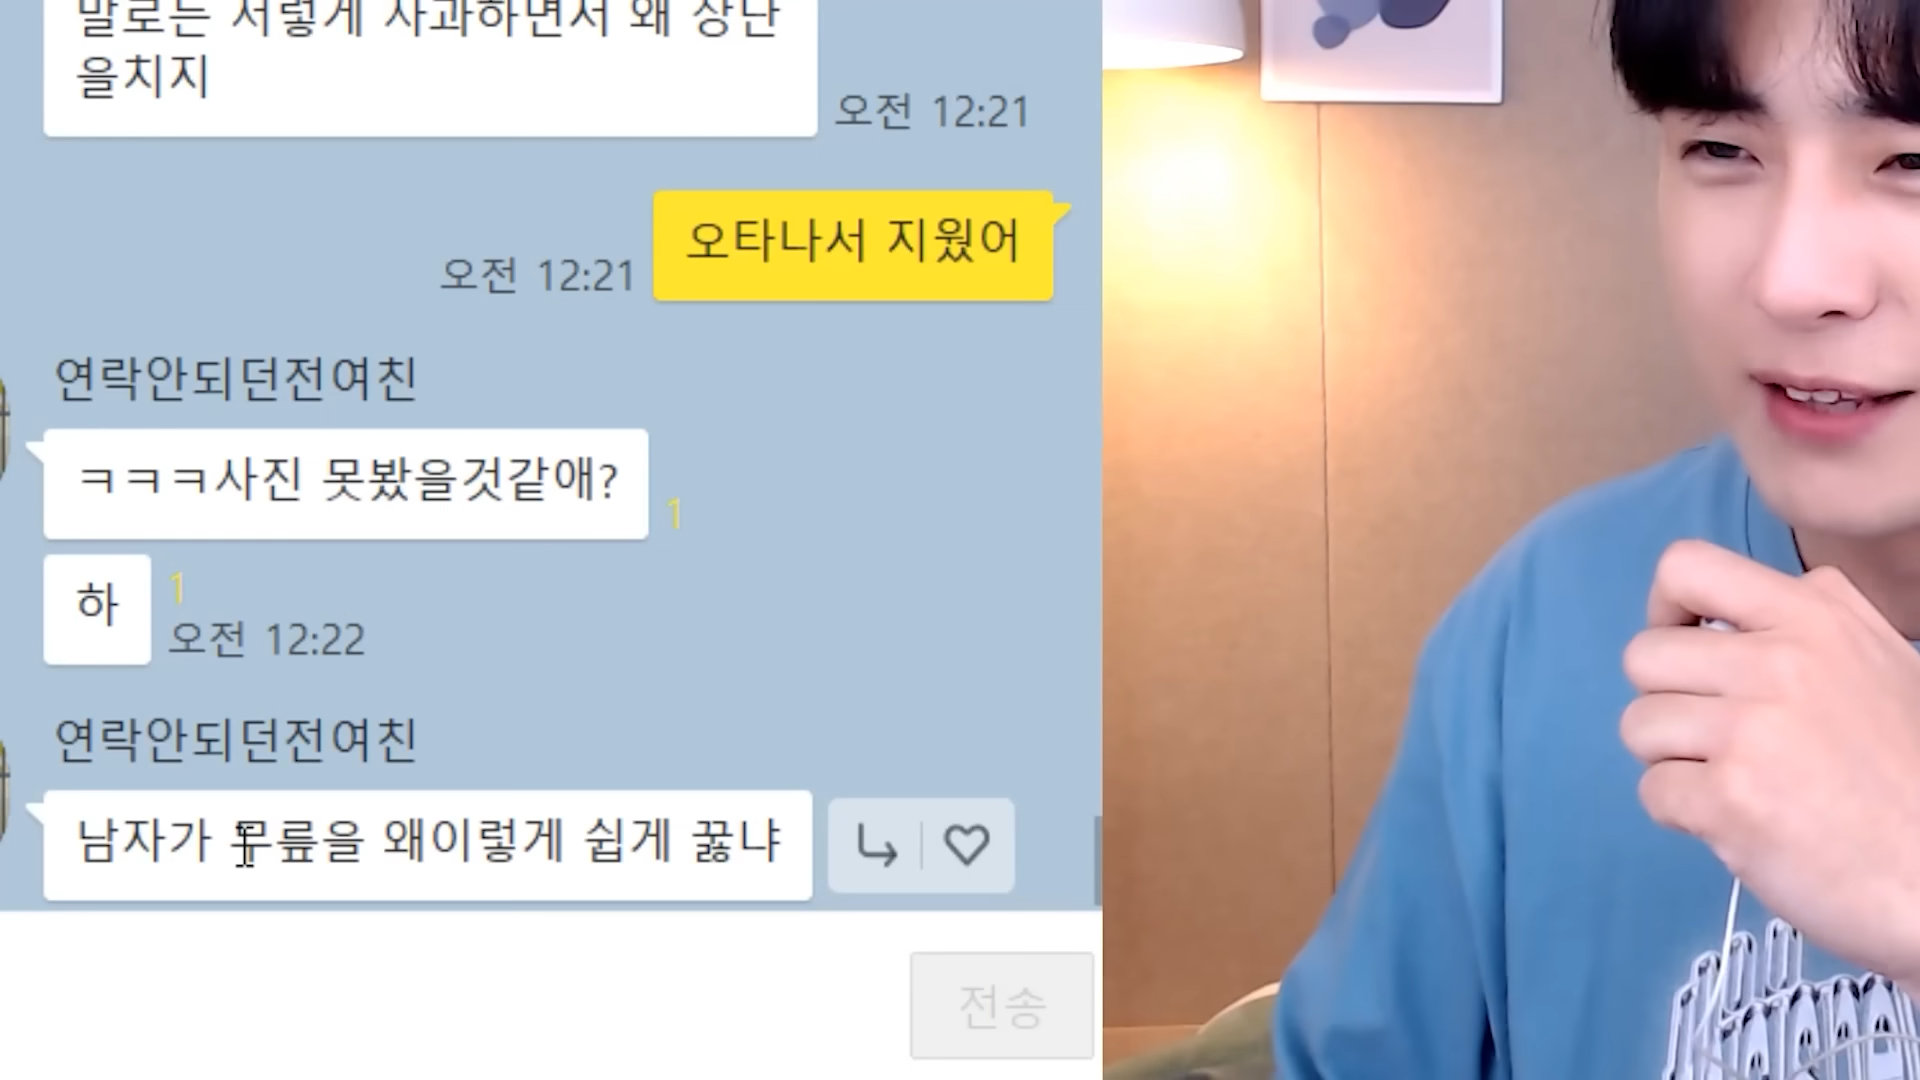 말로는 저렇게 사과하면서 왜 장난
을치지
오전 12:21
오타나서 지웠어
오전 12:21
연락안되던전여친
ㅋㅋㅋ사진 못봤을것같애?
1
하
1
오전 12:22
연락안되던전여친
남자가 무릎을 왜이렇게 쉽게 꿇냐
전송